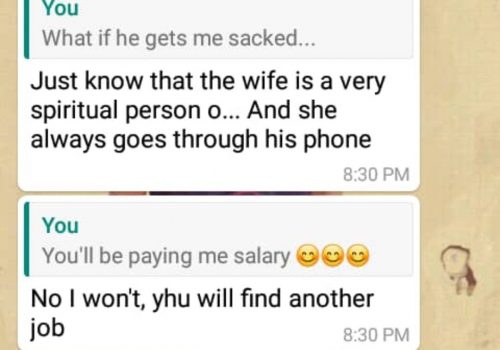 You
What if he gets me sacked...
Just know that the wife is a very
spiritual person o... And she
always goes through his phone
8:30 PM
You
You'll be paying me salary 😊😊😊
No I won't, yhu will find another
job
8:30 PM